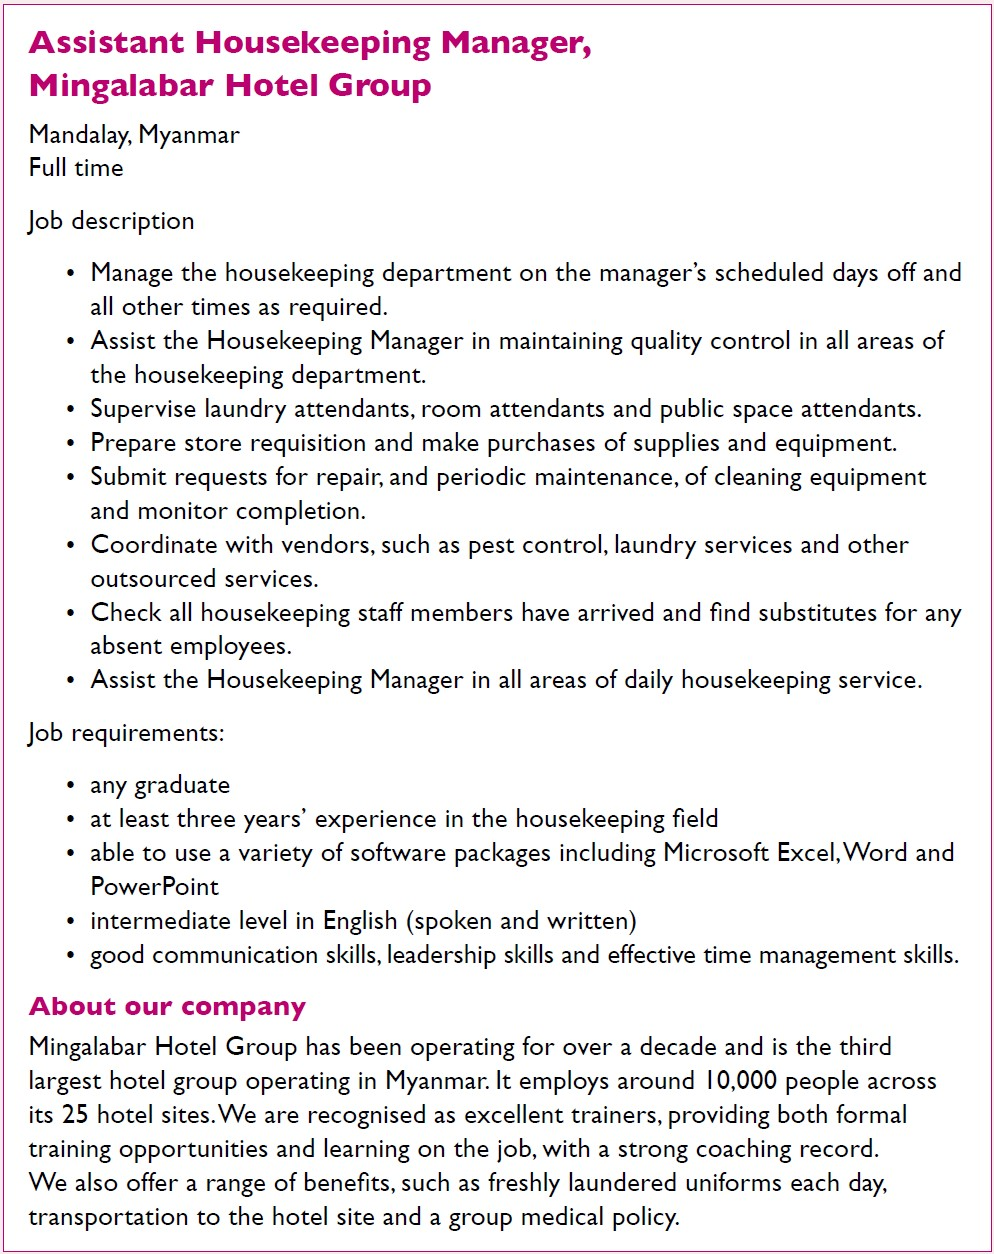 Assistant Housekeeping Manager,
Mingalabar Hotel Group
Mandalay, Myanmar
Full time
Job description
• Manage the housekeeping department on the manager's scheduled days off and
all other times as required.
• Assist the Housekeeping Manager in maintaining quality control in all areas of
the housekeeping department.
• Supervise laundry attendants, room attendants and public space attendants.
• Prepare store requisition and make purchases of supplies and equipment.
• Submit requests for repair, and periodic maintenance, of cleaning equipment
and monitor completion.
• Coordinate with vendors, such as pest control, laundry services and other
outsourced services.
• Check all housekeeping staff members have arrived and find substitutes for any
absent employees.
• Assist the Housekeeping Manager in all areas of daily housekeeping service.
Job requirements:
• any graduate
• at least three years' experience in the housekeeping field
• able to use a variety of software packages including Microsoft Excel, Word and
PowerPoint
• intermediate level in English (spoken and written)
• good communication skills, leadership skills and effective time management skills.
About our company
Mingalabar Hotel Group has been operating for over a decade and is the third
largest hotel group operating in Myanmar. It employs around 10,000 people across
its 25 hotel sites. We are recognised as excellent trainers, providing both formal
training opportunities and learning on the job, with a strong coaching record.
We also offer a range of benefits, such as freshly laundered uniforms each day,
transportation to the hotel site and a group medical policy.